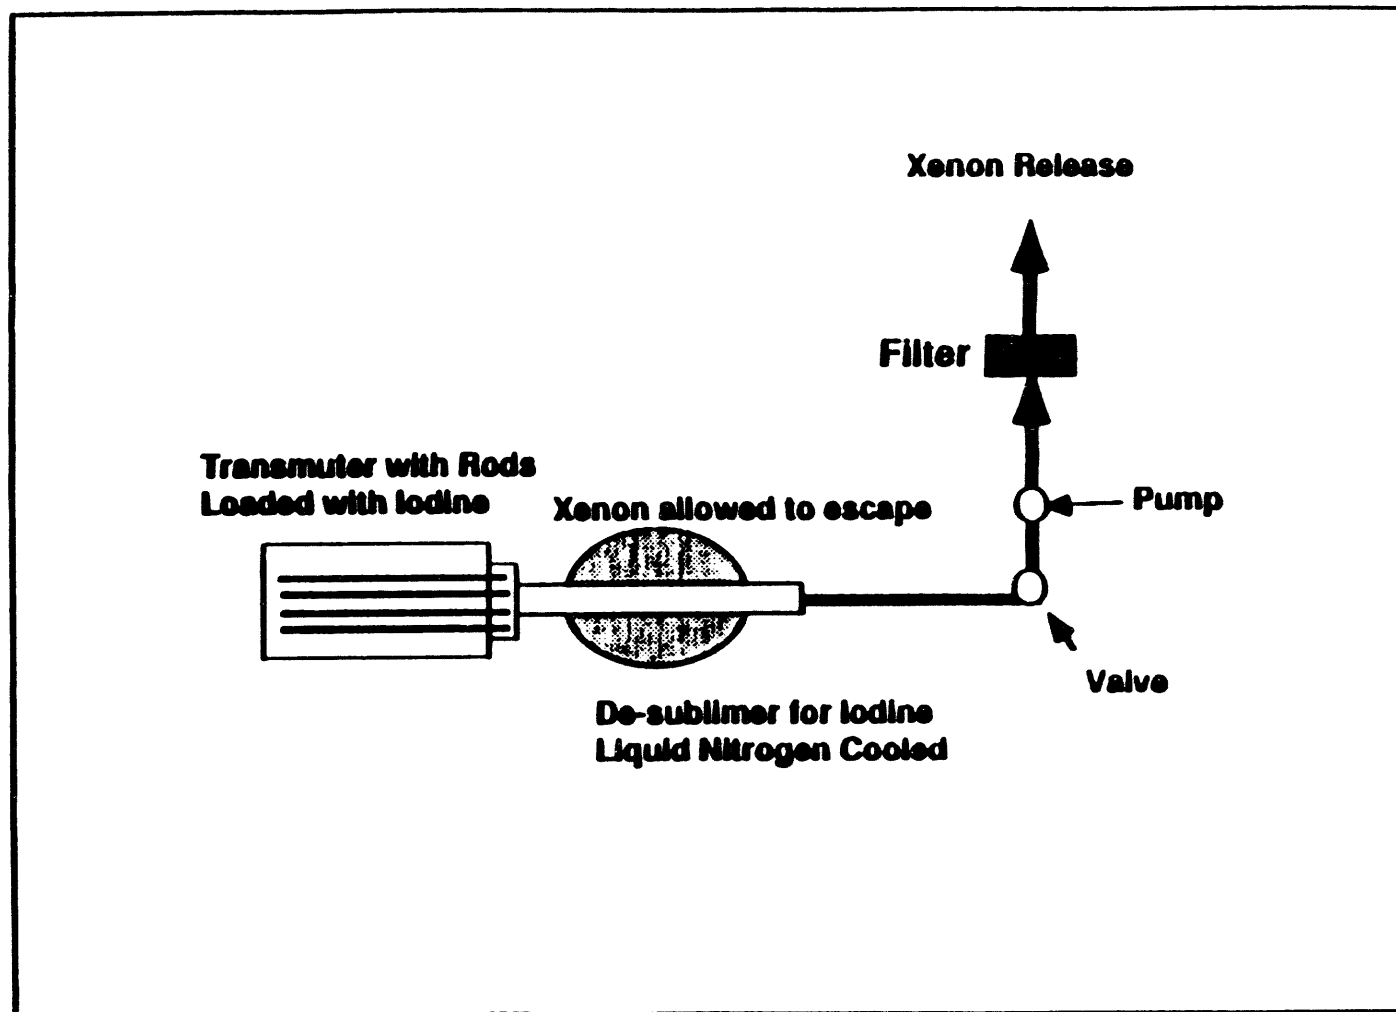 Xenon Release
Filter
Transmuter with Rods
Loaded with Iodine
Xenon allowed to escape
Pump
Valve
De-sublimer for Iodine
Liquid Nitrogen Cooled